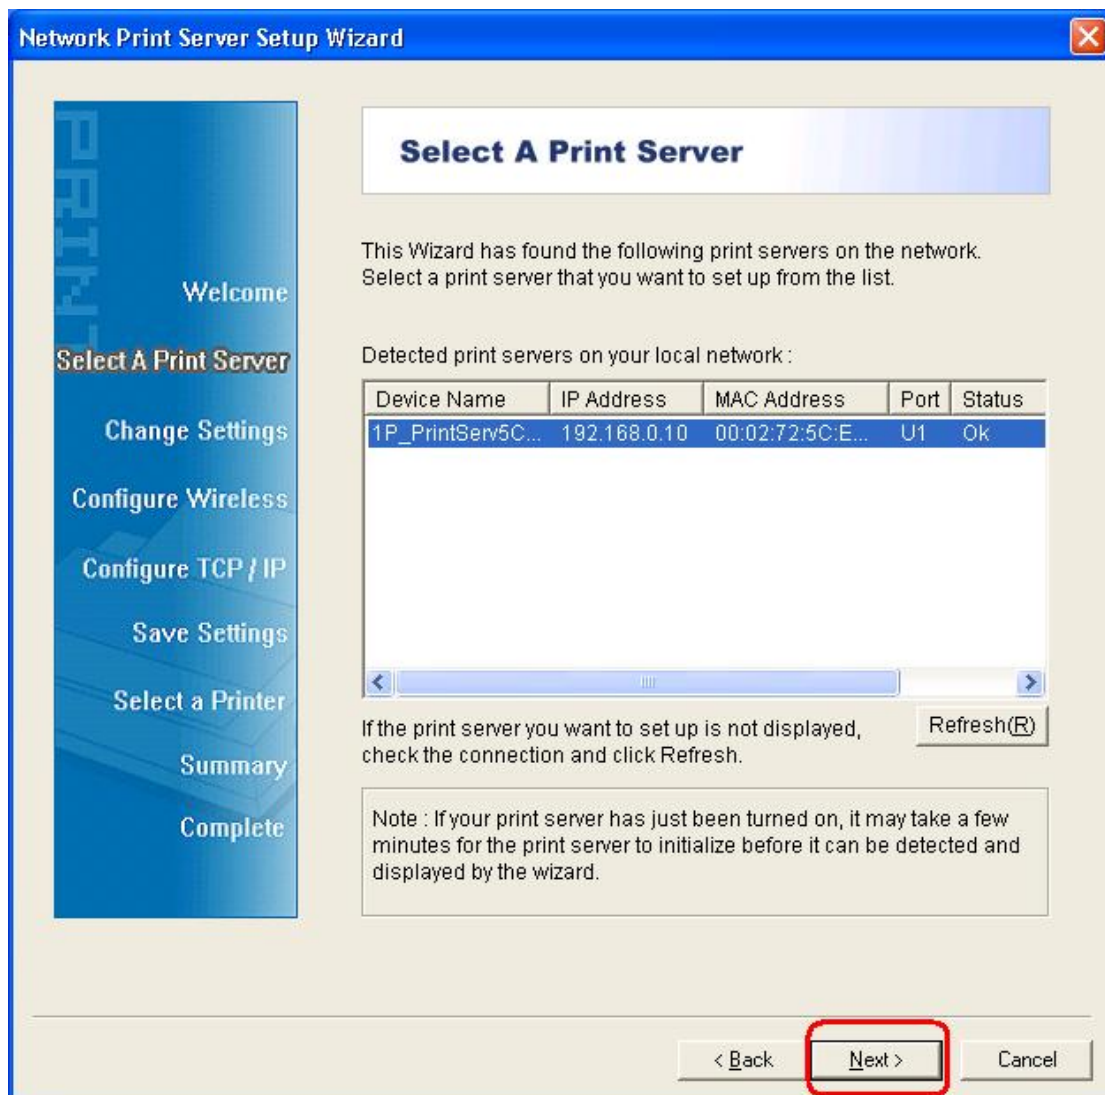 Network Print Server Setup Wizard
PRINT
Welcome
Select A Print Server
Change Settings
Configure Wireless
Configure TCP / IP
Save Settings
Select a Printer
Summary
Complete
Select A Print Server
This Wizard has found the following print servers on the network.
Select a print server that you want to set up from the list.
Detected print servers on your local network :
Device Name IP Address MAC Address Port Status
1P_PrintServ5C... 192.168.0.10 00:02:72:5C:E... U1 Ok
If the print server you want to set up is not displayed,
check the connection and click Refresh.
Refresh(R)
Note : If your print server has just been turned on, it may take a few
minutes for the print server to initialize before it can be detected and
displayed by the wizard.
< Back Next > Cancel